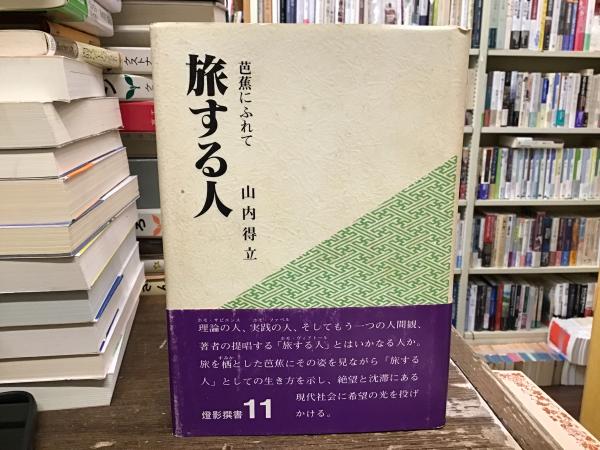 旅する人
芭蕉にふれて
山内得立
ホモ・サピエンス ホモ・ファベル
理論の人、実践の人、そしてもう一つの人間観、
ホモ・ヴィアトール
著者の提唱する「旅する人」とはいかなる人か。
すみか
旅を栖とした芭蕉にその姿を見ながら「旅する
人」としての生き方を示し、絶望と沈滞にある
現代社会に希望の光を投げ
かける。
燈影撰書11